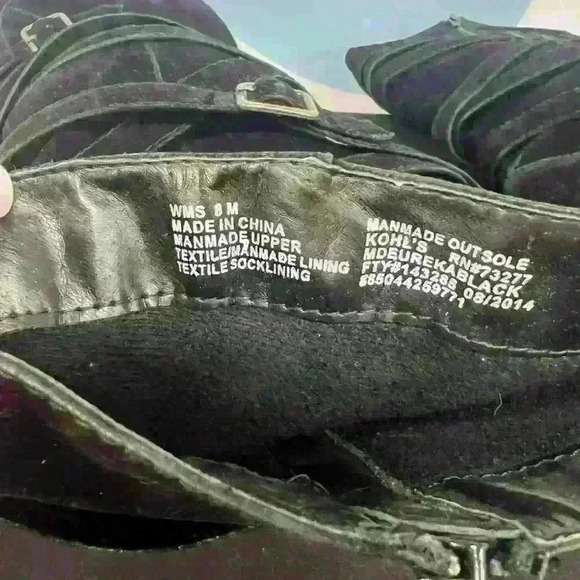 WMS 8 M
MADE IN CHINA
MANMADE UPPER
TEXTILE/MANMADE LINING
TEXTILE SOCKLINING
MANMADE OUTSOLE
KOHL'S RN#73277
MDEUREKABLACK
FTY#143285
885044259771 08/2014